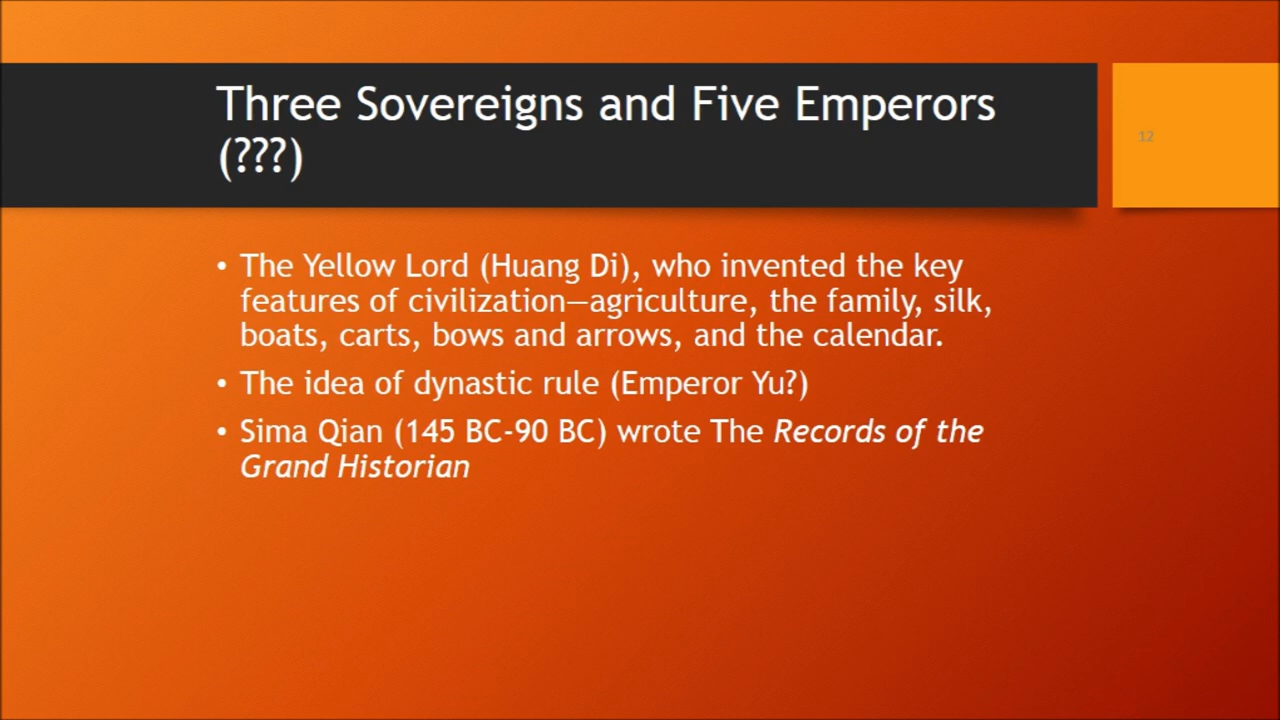 Three Sovereigns and Five Emperors
(???)
12
• The Yellow Lord (Huang Di), who invented the key
features of civilization—agriculture, the family, silk,
boats, carts, bows and arrows, and the calendar.
• The idea of dynastic rule (Emperor Yu?)
• Sima Qian (145 BC-90 BC) wrote The Records of the
Grand Historian